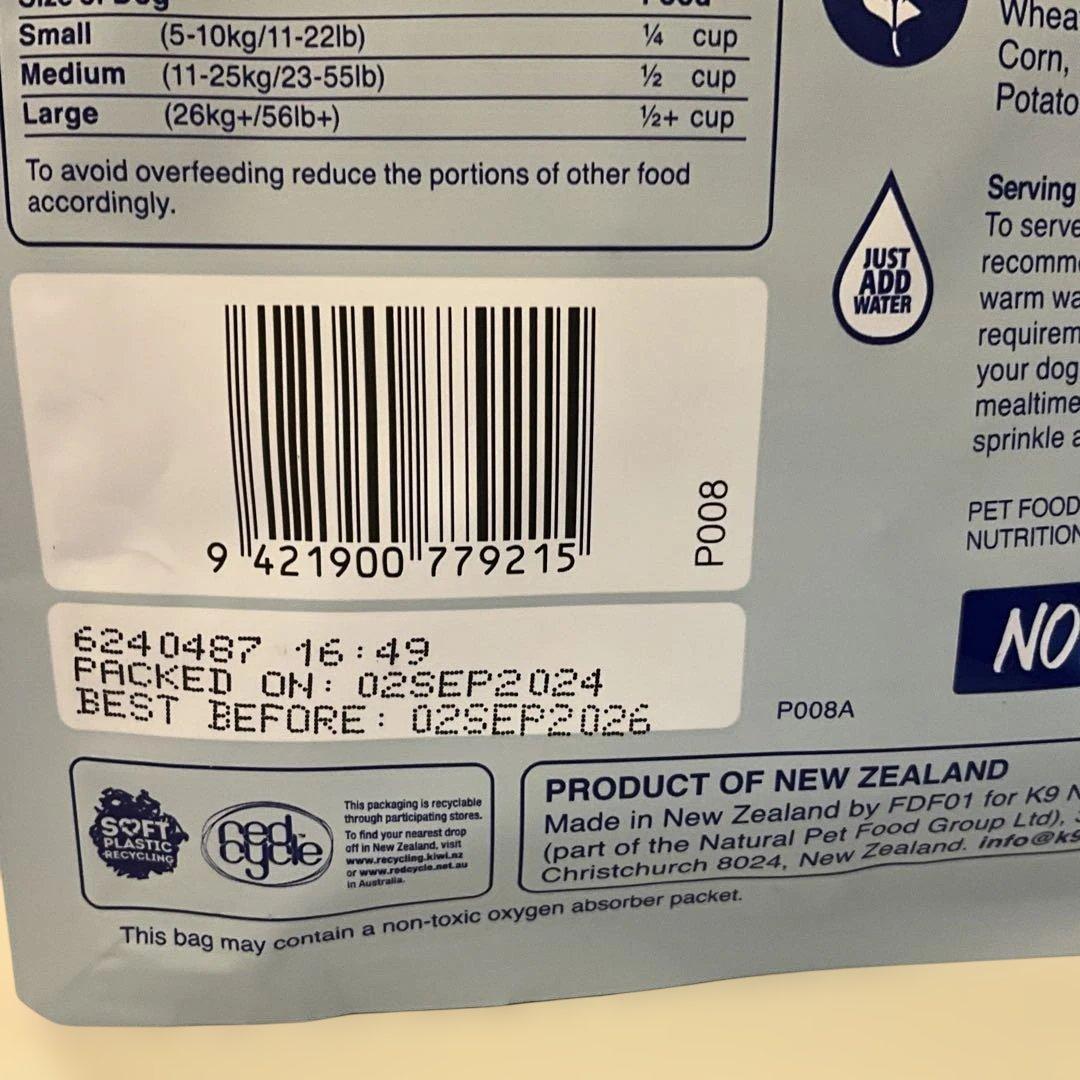 Small (5-10kg/11-22lb) ¼ cup
Medium (11-25kg/23-55lb) ½ cup
Large (26kg+/56lb+) ½+ cup
To avoid overfeeding reduce the portions of other food
accordingly.
Corn,
JUST
ADD
WATER
Serving
To serve
warm
your dog
sprinkle
PET FOOD
NO
9 421900 779215
P008
6240487 16:49
PACKED ON: 02SEP2024
BEST BEFORE: 02SEP2026
P008A
SOFT
PLASTIC
RECYCLING
red
cycle
This packaging is recyclable
through participating stores.
To find your nearest drop
off in New Zealand, visit
www.recycling.kiwi.nz
or www.redcycle.net.au
in Australia.
PRODUCT OF NEW ZEALAND
Made in New Zealand by FDF01 for K9
(part of the Natural Pet Food Group Ltd),
Christchurch 8024, New Zealand.
This bag may contain a non-toxic oxygen absorber packet.